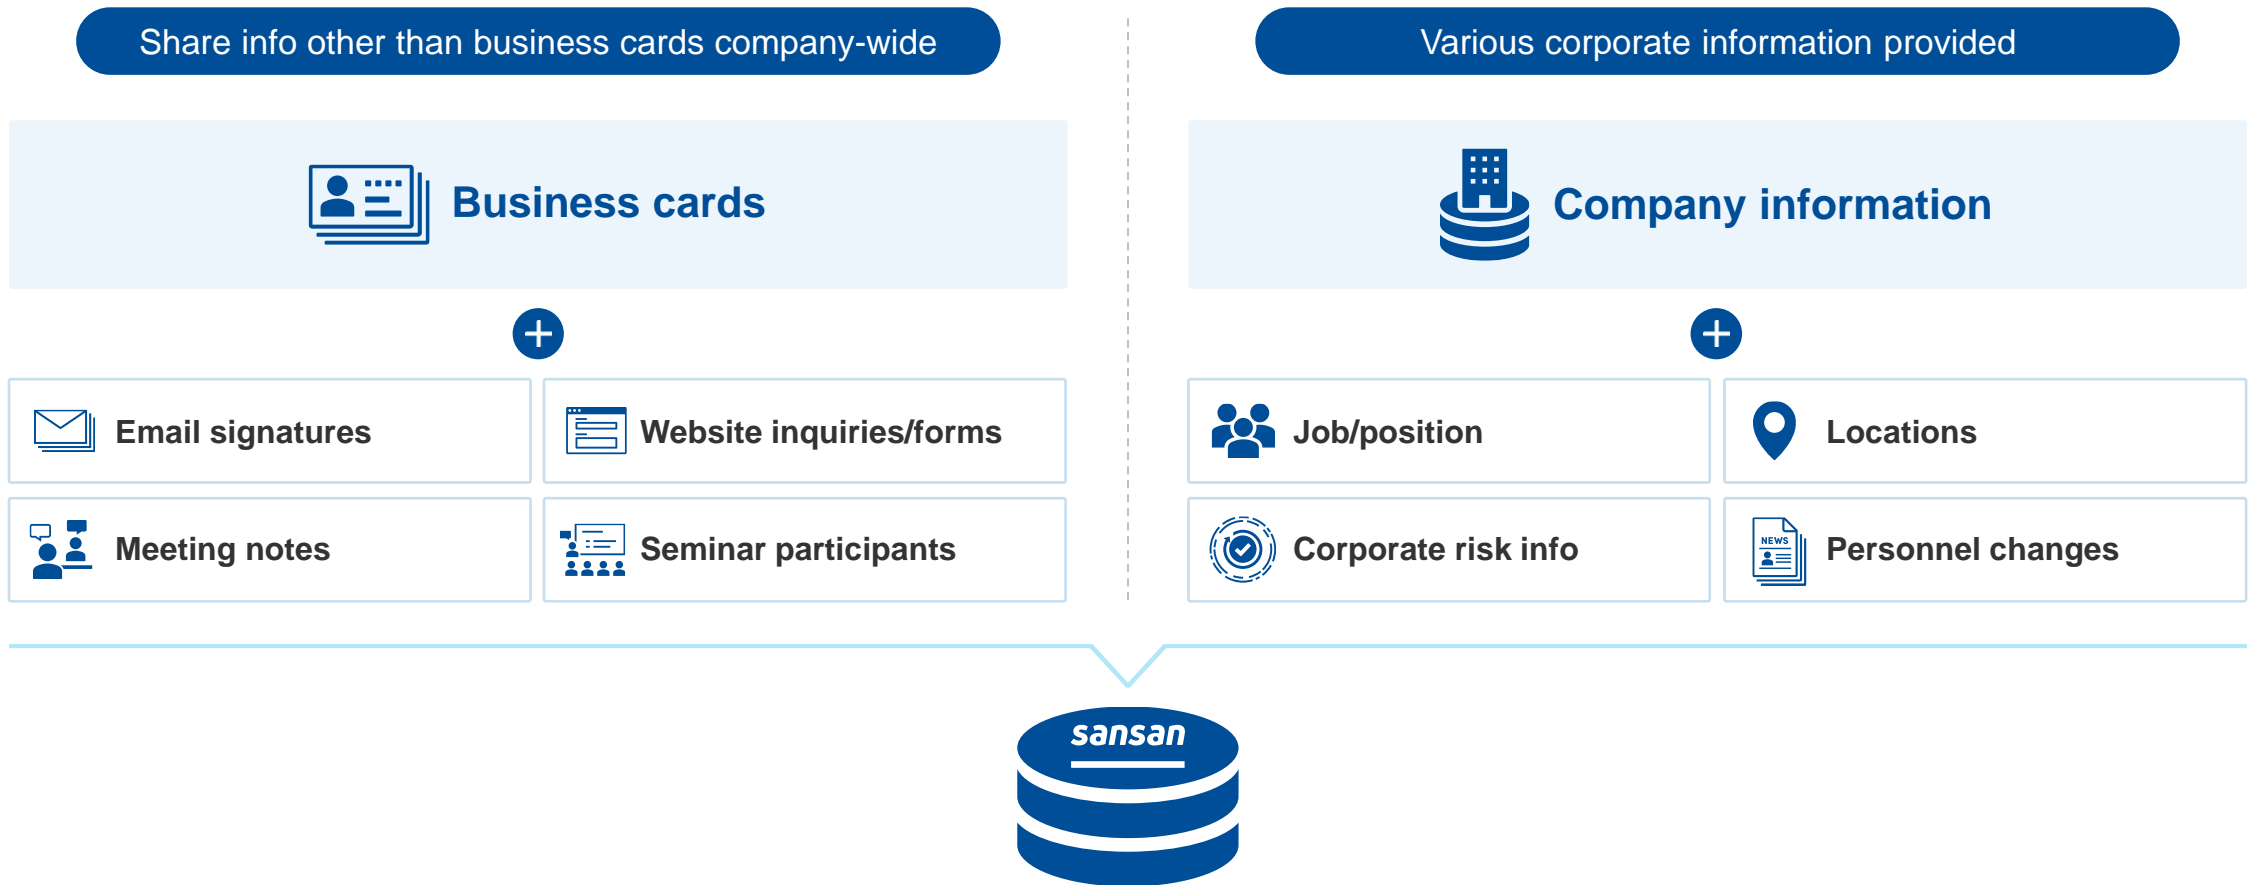 Share info other than business cards company-wide
Various corporate information provided
Business cards
Company information
Email signatures
Website inquiries/forms
Job/position
Locations
Meeting notes
Seminar participants
Corporate risk info
NEWS
Personnel changes
sansan